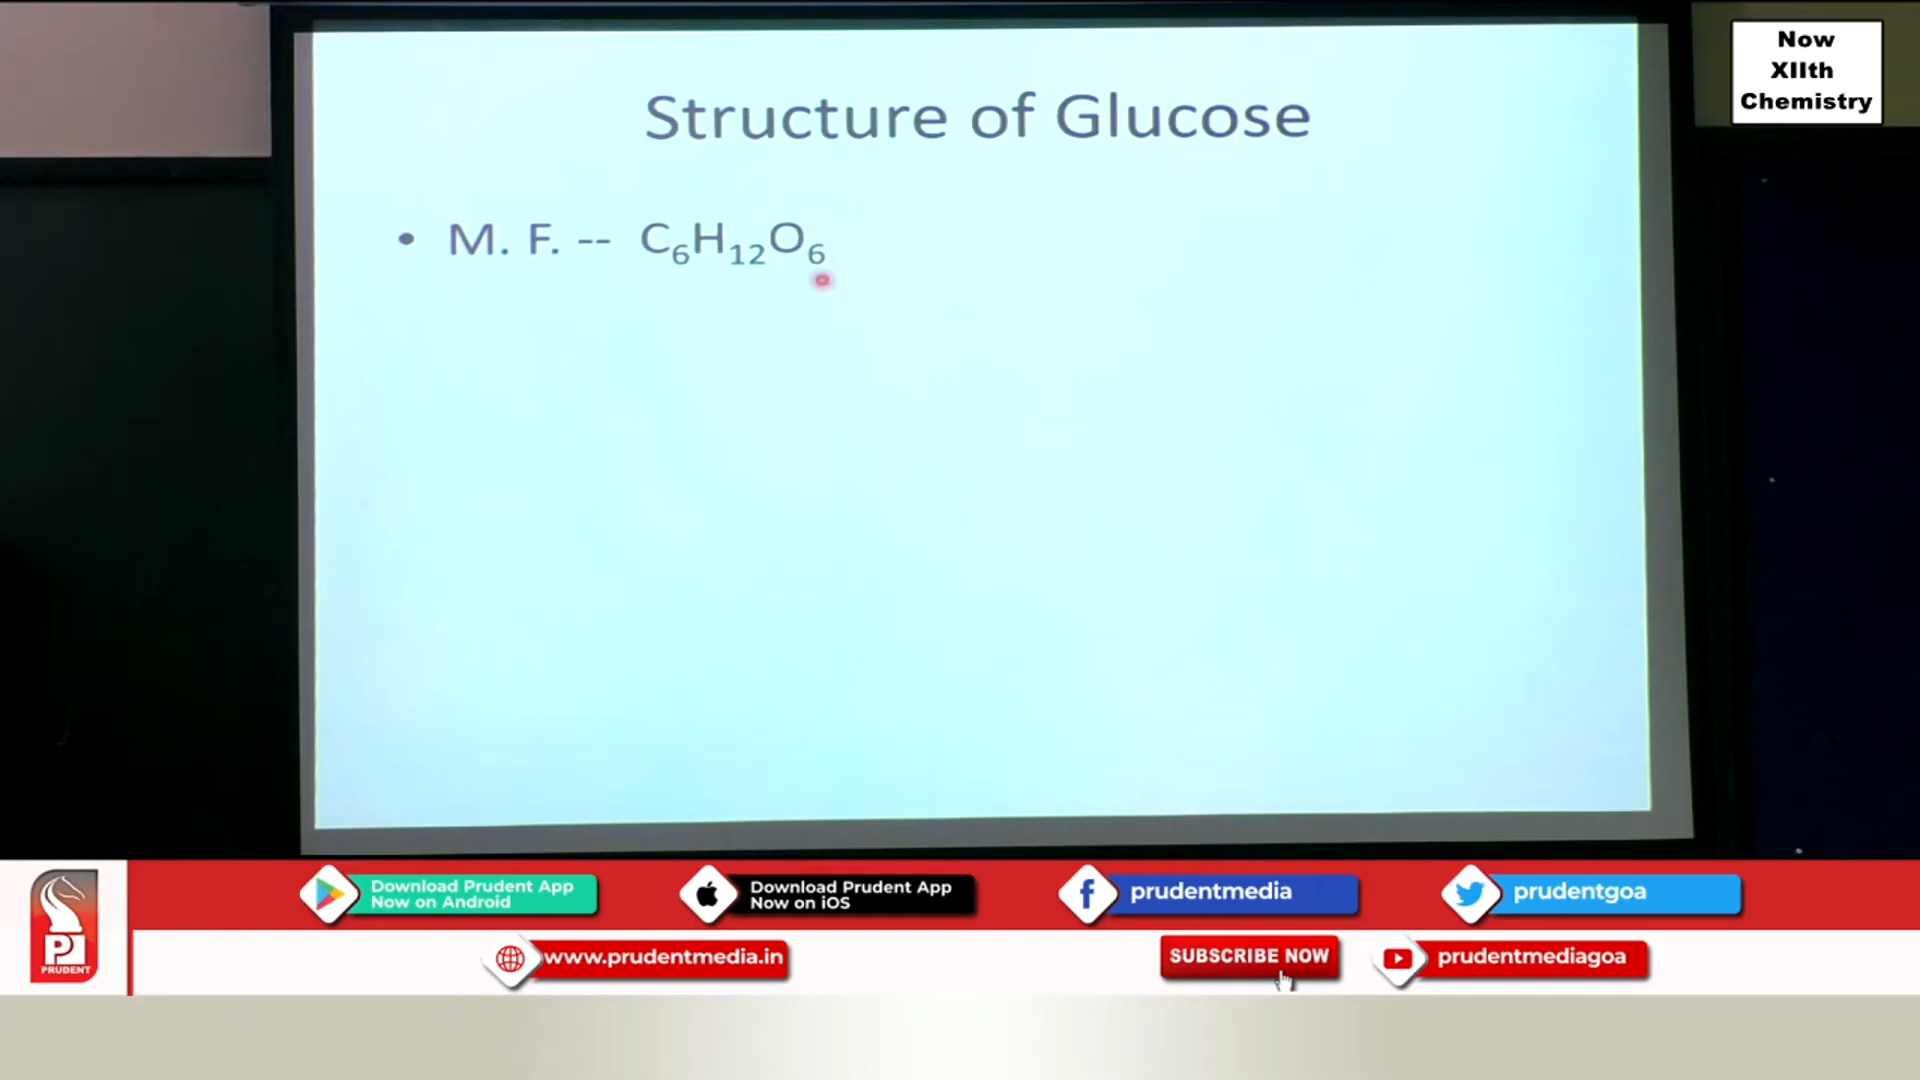 Now
XIIth
Chemistry
Structure of Glucose
• M. F. -- C₆H₁₂O₆
Download Prudent App
Now on Android
Download Prudent App
Now on iOS
prudentmedia
prudentgoa
PRUDENT
www.prudentmedia.in
SUBSCRIBE NOW
prudentmediagoa